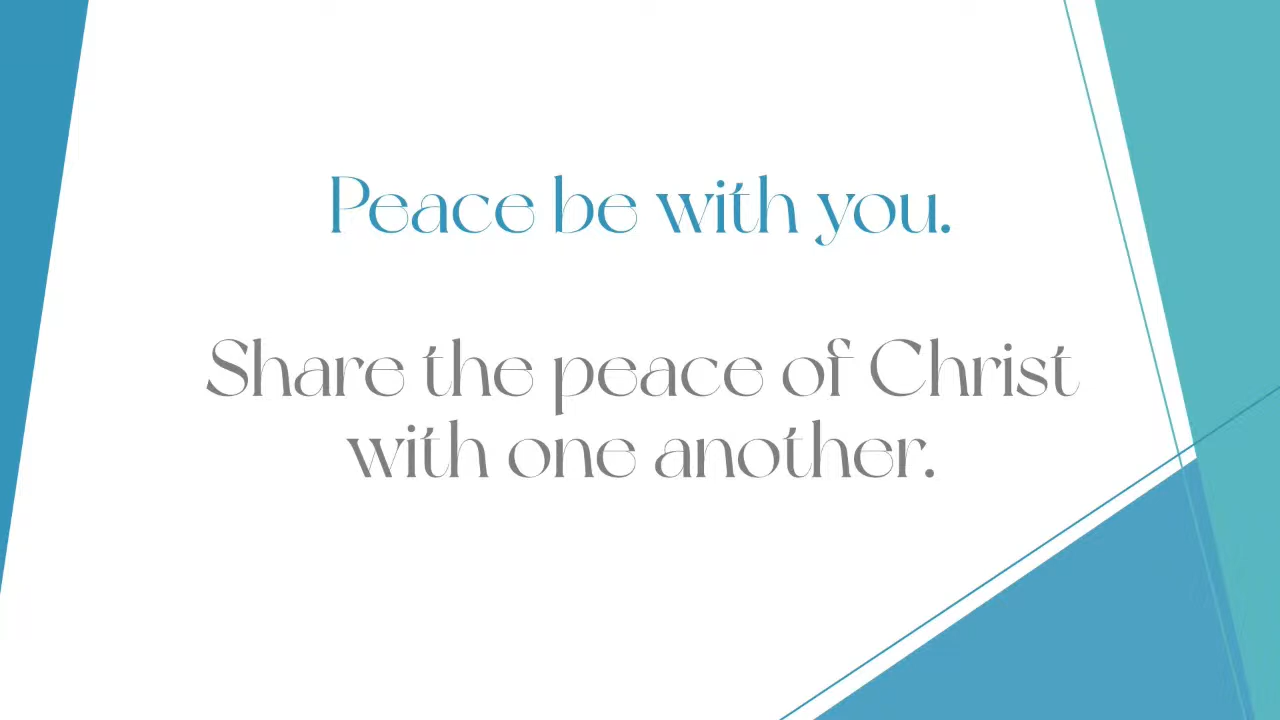 Peace be with you.
Share the peace of Christ
with one another.